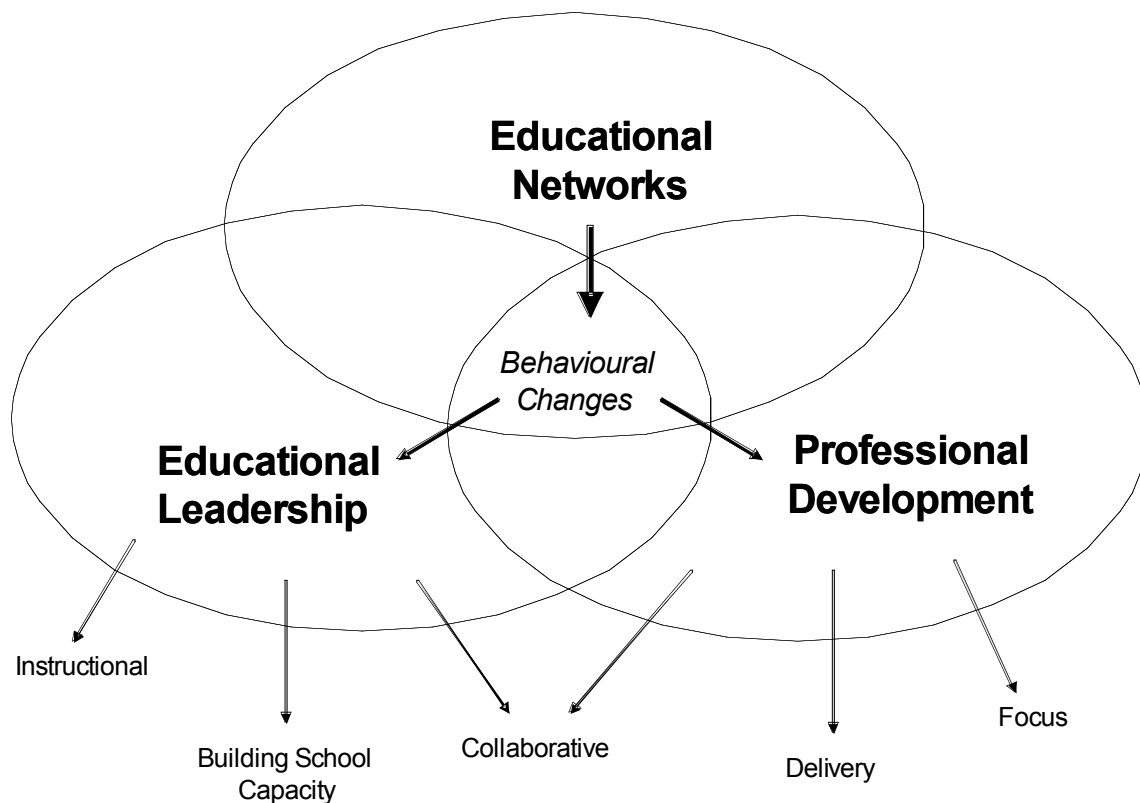 Educational
Networks
Behavioural
Changes
Educational
Leadership
Professional
Development
Instructional
Building School
Capacity
Collaborative
Delivery
Focus